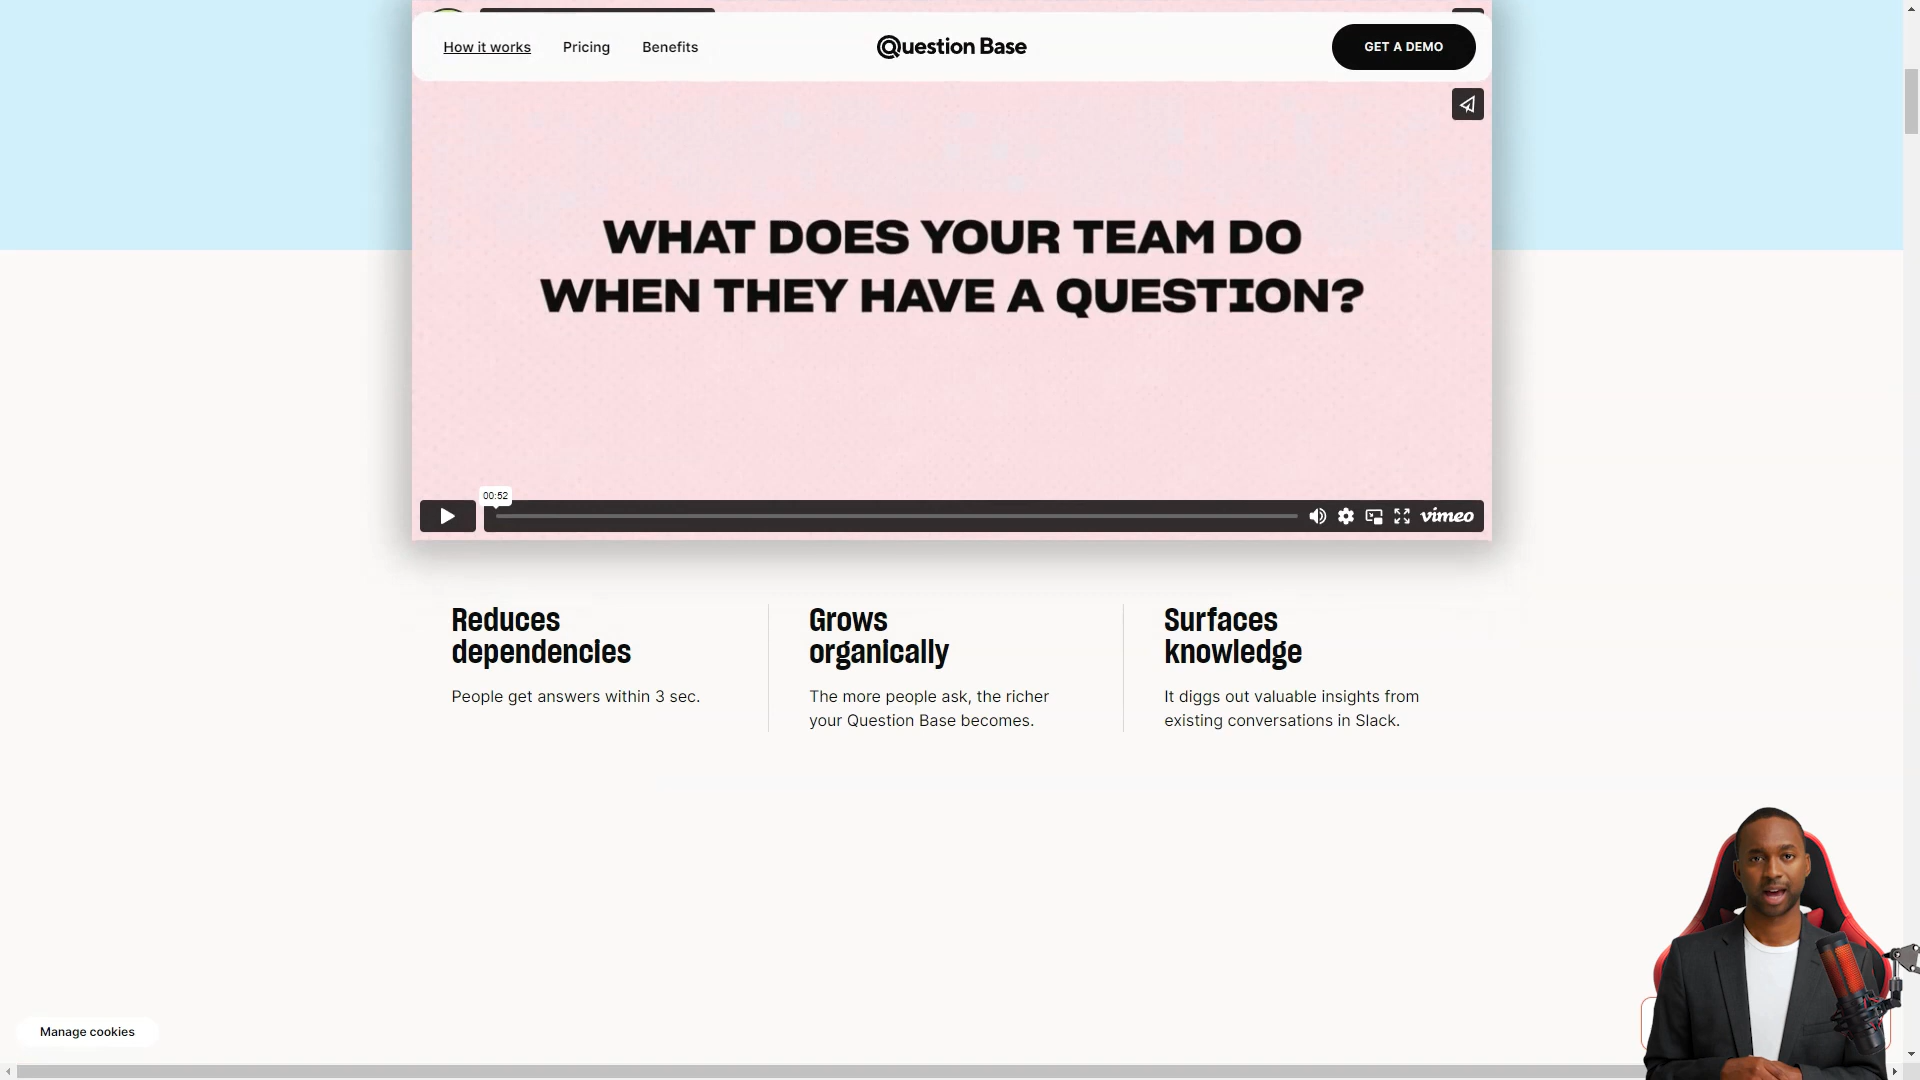 How it works
Pricing
Benefits
Question Base
GET A DEMO
WHAT DOES YOUR TEAM DO
WHEN THEY HAVE A QUESTION?
00:52
vimeo
Reduces
dependencies
People get answers within 3 sec.
Grows
organically
The more people ask, the richer
your Question Base becomes.
Surfaces
knowledge
It diggs out valuable insights from
existing conversations in Slack.
Manage cookies